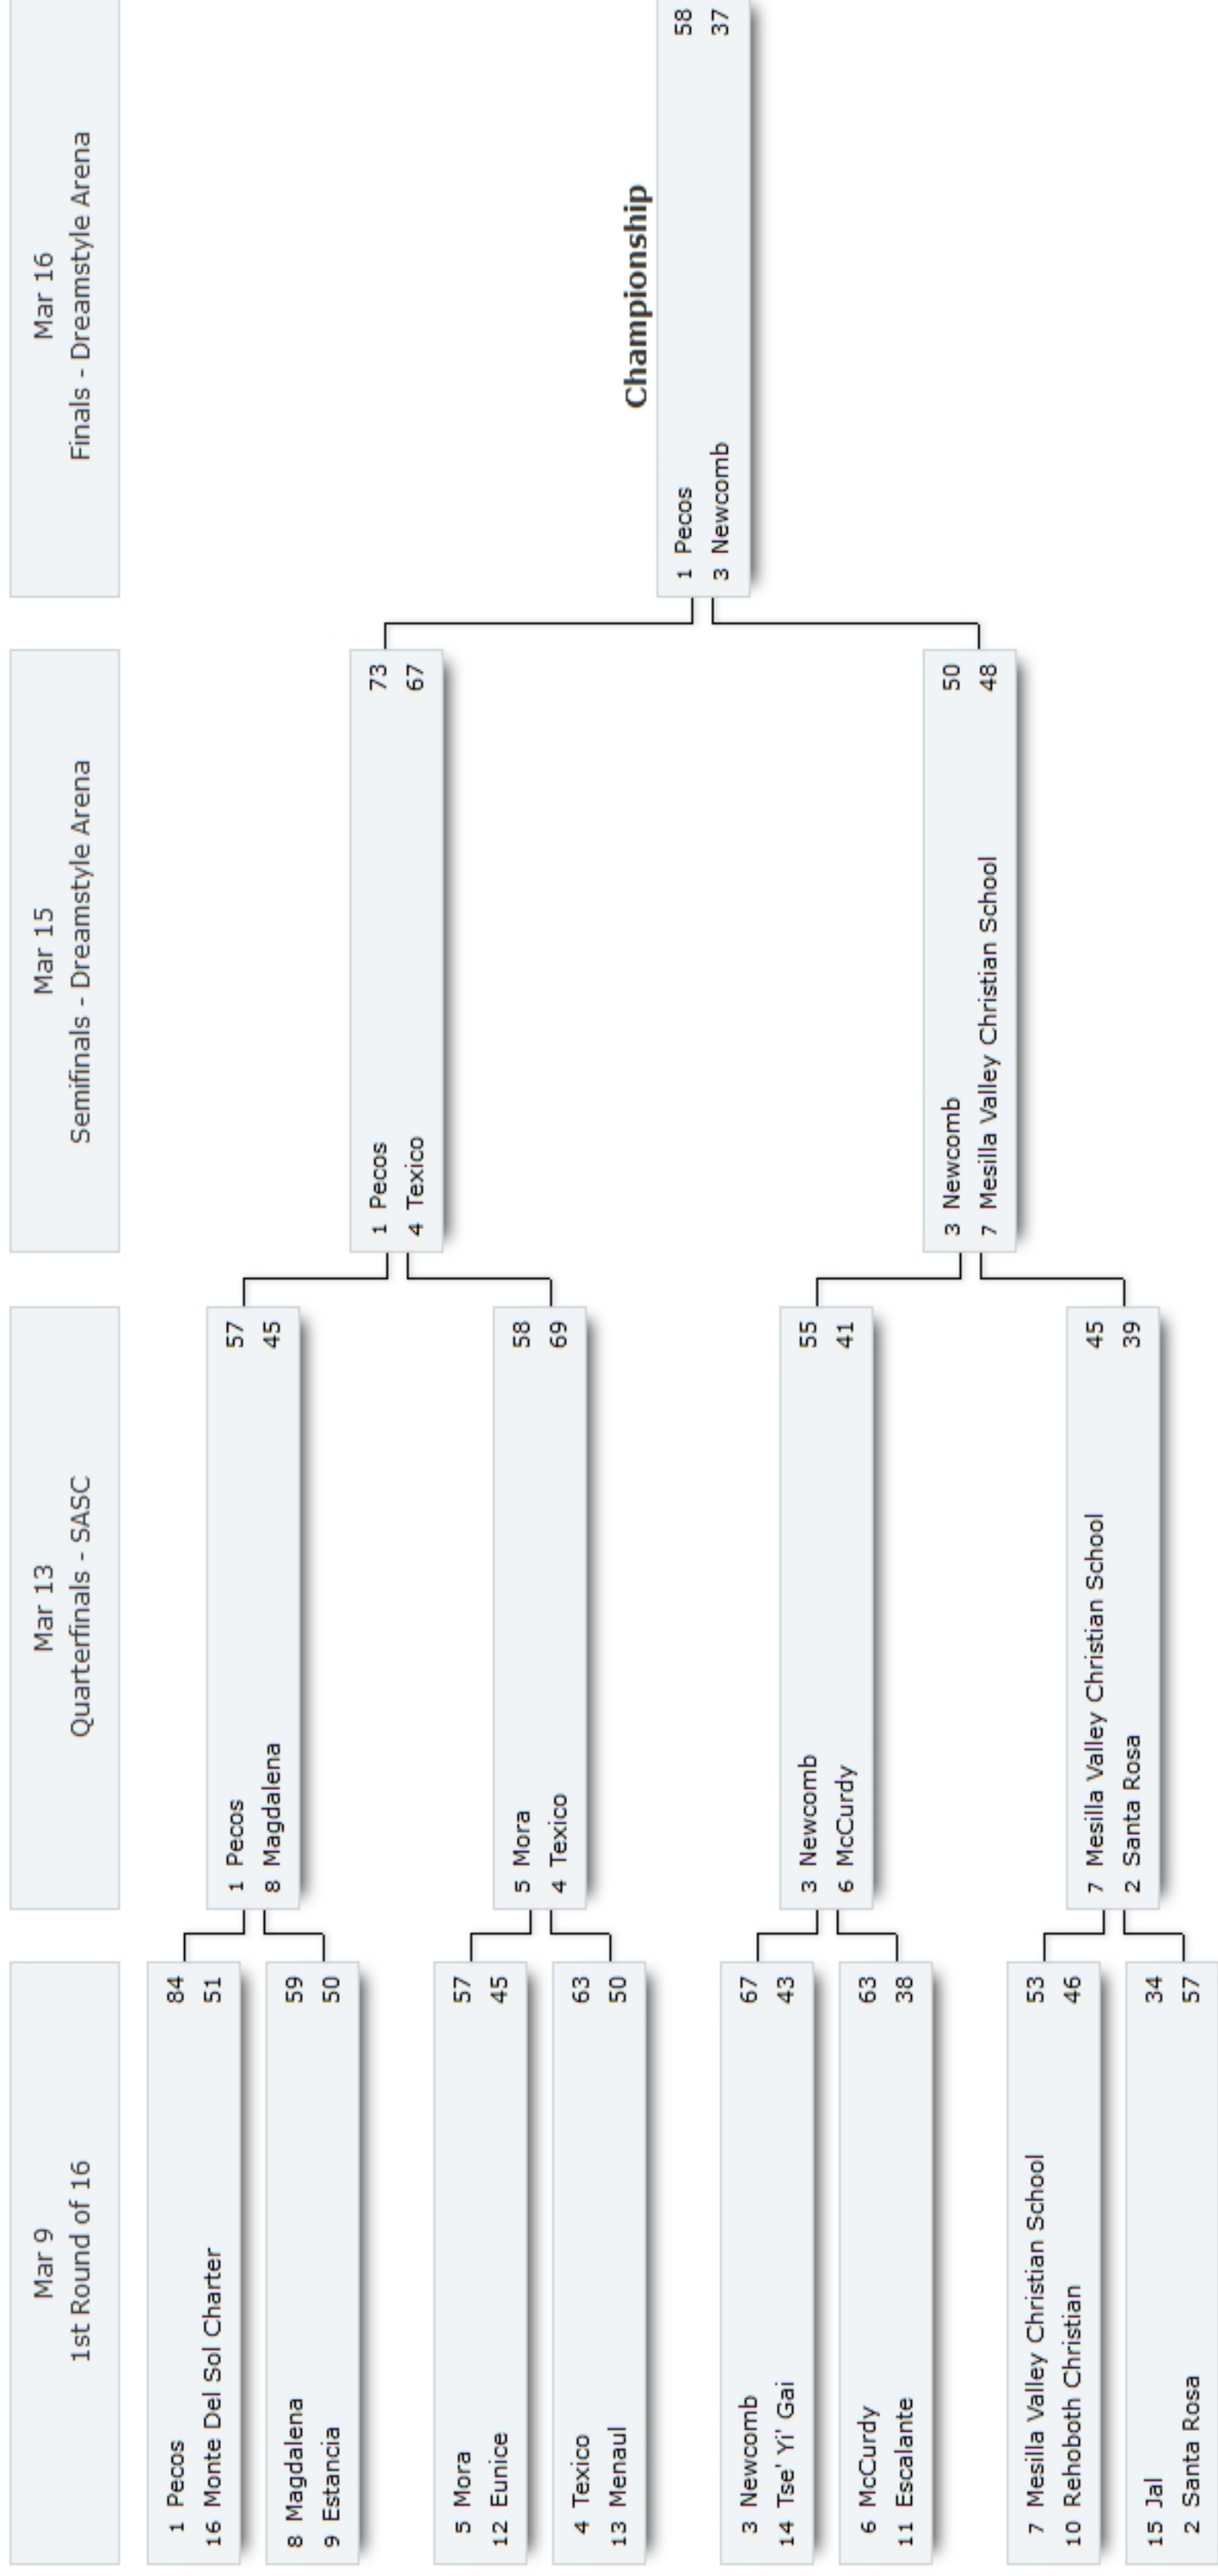 Mar 9
1st Round of 16
Mar 13
Quarterfinals - SASC
Mar 15
Semifinals - Dreamstyle Arena
Mar 16
Finals - Dreamstyle Arena
1 Pecos 84
16 Monte Del Sol Charter 51
8 Magdalena 59
9 Estancia 50
5 Mora 57
12 Eunice 45
4 Texico 63
13 Menaul 50
3 Newcomb 67
14 Tse' Yi' Gai 43
6 McCurdy 63
11 Escalante 38
7 Mesilla Valley Christian School 53
10 Rehoboth Christian 46
15 Jal 34
2 Santa Rosa 57
1 Pecos 57
8 Magdalena 45
5 Mora 58
4 Texico 69
3 Newcomb 55
6 McCurdy 41
7 Mesilla Valley Christian School 45
2 Santa Rosa 39
1 Pecos 73
4 Texico 67
3 Newcomb 50
7 Mesilla Valley Christian School 48
Championship
1 Pecos 58
3 Newcomb 37